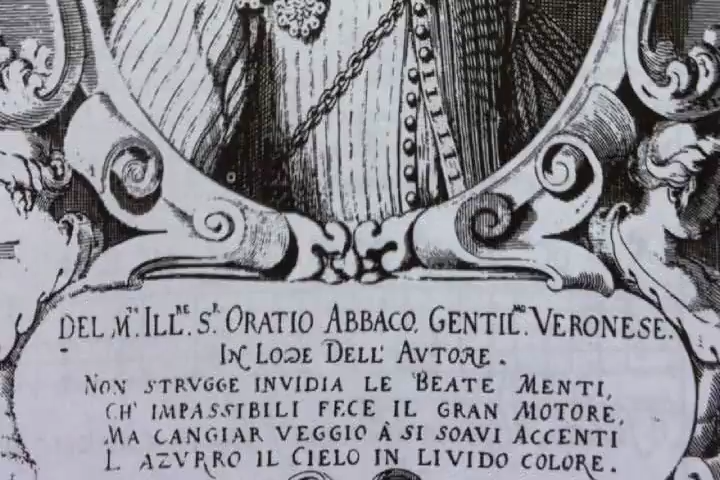 DEL M.TO ILL.RE S.R ORATIO ABBACO, GENTIL.MO VERONESE.
IN LODE DELL' AVTORE.
NON STRVGGE INVIDIA LE BEATE MENTI,
CH' IMPASSIBILI FECE IL GRAN MOTORE,
MA CANGIAR VEGGIO À SI SOAVI ACCENTI
L AZVRRO IL CIELO IN LIVIDO COLORE.